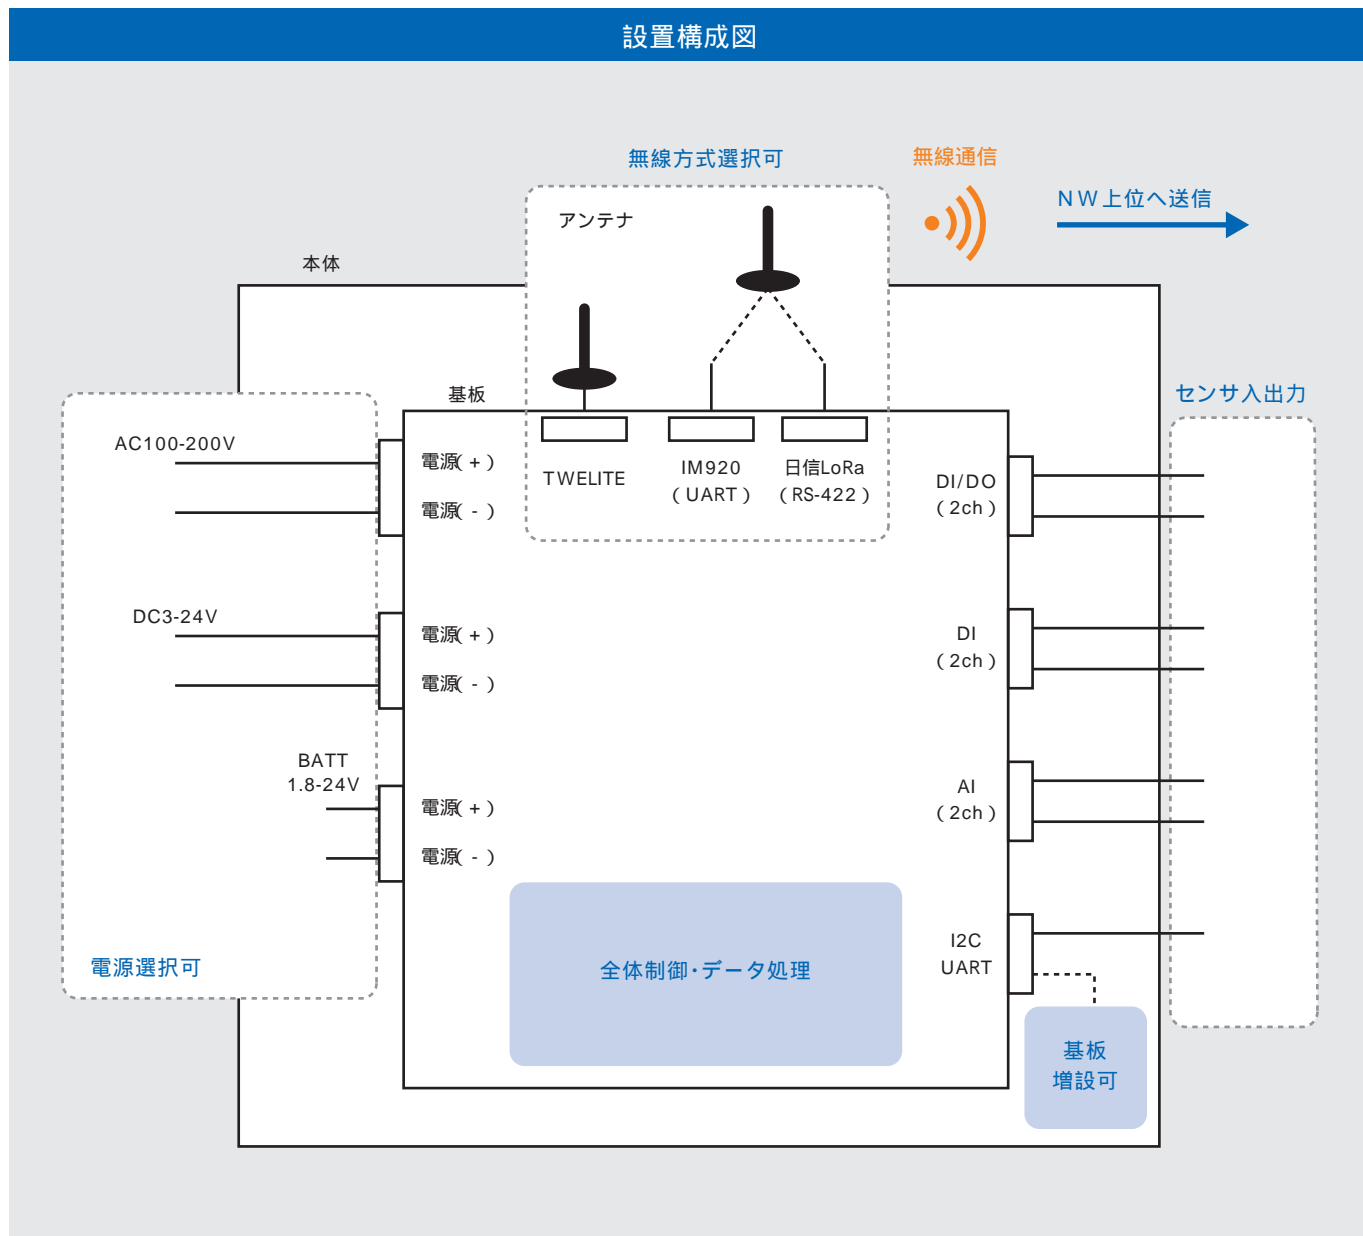 設置構成図
無線方式選択可
無線通信
NW上位へ送信
アンテナ
本体
基板
センサ入出力
AC100-200V
電源(+)
電源(-)
TWELITE
IM920
(UART)
日信LoRa
(RS-422)
DI/DO
(2ch)
DC3-24V
電源(+)
電源(-)
DI
(2ch)
BATT
1.8-24V
電源(+)
電源(-)
AI
(2ch)
電源選択可
全体制御・データ処理
I2C
UART
基板
増設可